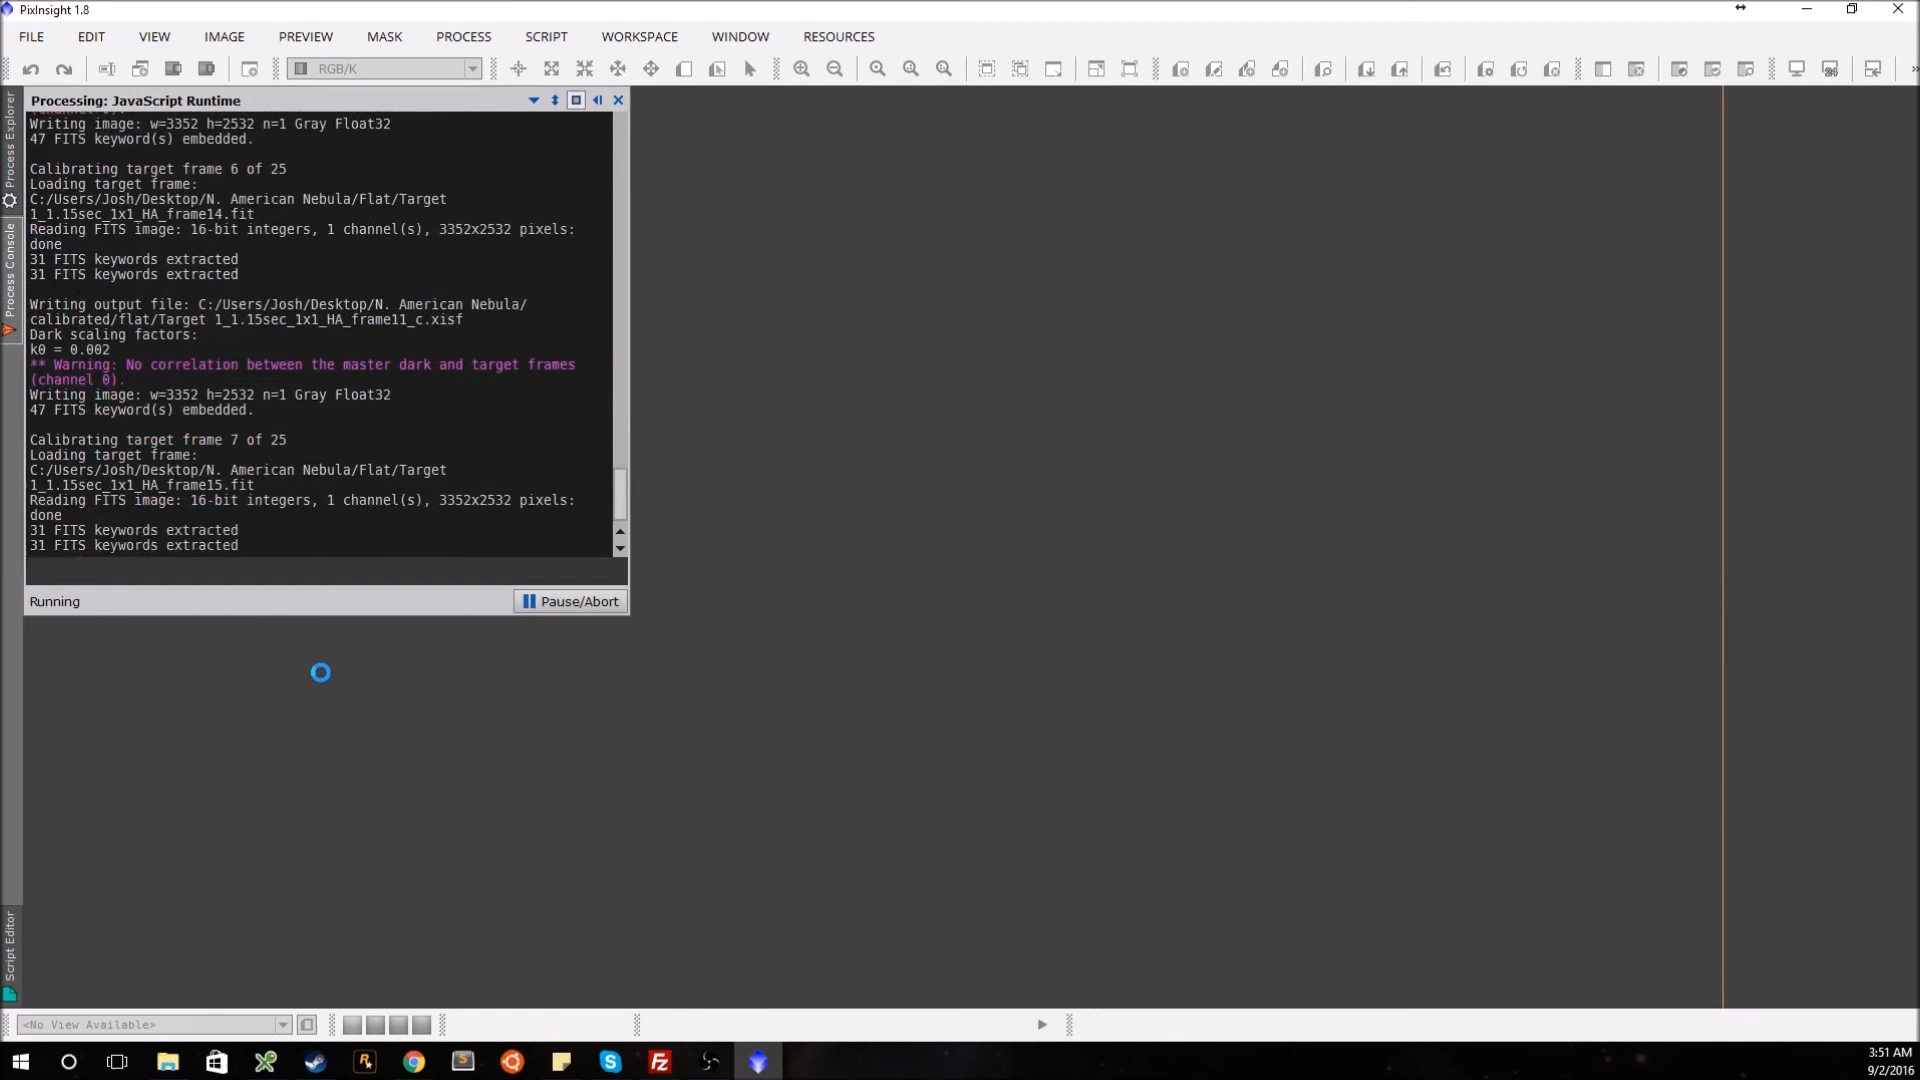 PixInsight 1.8
FILE EDIT VIEW IMAGE PREVIEW MASK PROCESS SCRIPT WORKSPACE WINDOW RESOURCES
RGB/K
Process Explorer
Process Console
Script Editor
Processing: JavaScript Runtime
Writing image: w=3352 h=2532 n=1 Gray Float32
47 FITS keyword(s) embedded.
Calibrating target frame 6 of 25
Loading target frame:
C:/Users/Josh/Desktop/N. American Nebula/Flat/Target
1_1.15sec_1x1_HA_frame14.fit
Reading FITS image: 16-bit integers, 1 channel(s), 3352x2532 pixels:
done
31 FITS keywords extracted
31 FITS keywords extracted
Writing output file: C:/Users/Josh/Desktop/N. American Nebula/
calibrated/flat/Target 1_1.15sec_1x1_HA_frame11_c.xisf
Dark scaling factors:
k0 = 0.002
** Warning: No correlation between the master dark and target frames
(channel 0).
Writing image: w=3352 h=2532 n=1 Gray Float32
47 FITS keyword(s) embedded.
Calibrating target frame 7 of 25
Loading target frame:
C:/Users/Josh/Desktop/N. American Nebula/Flat/Target
1_1.15sec_1x1_HA_frame15.fit
Reading FITS image: 16-bit integers, 1 channel(s), 3352x2532 pixels:
done
31 FITS keywords extracted
31 FITS keywords extracted
Running
Pause/Abort
<No View Available>
3:51 AM
9/2/2016